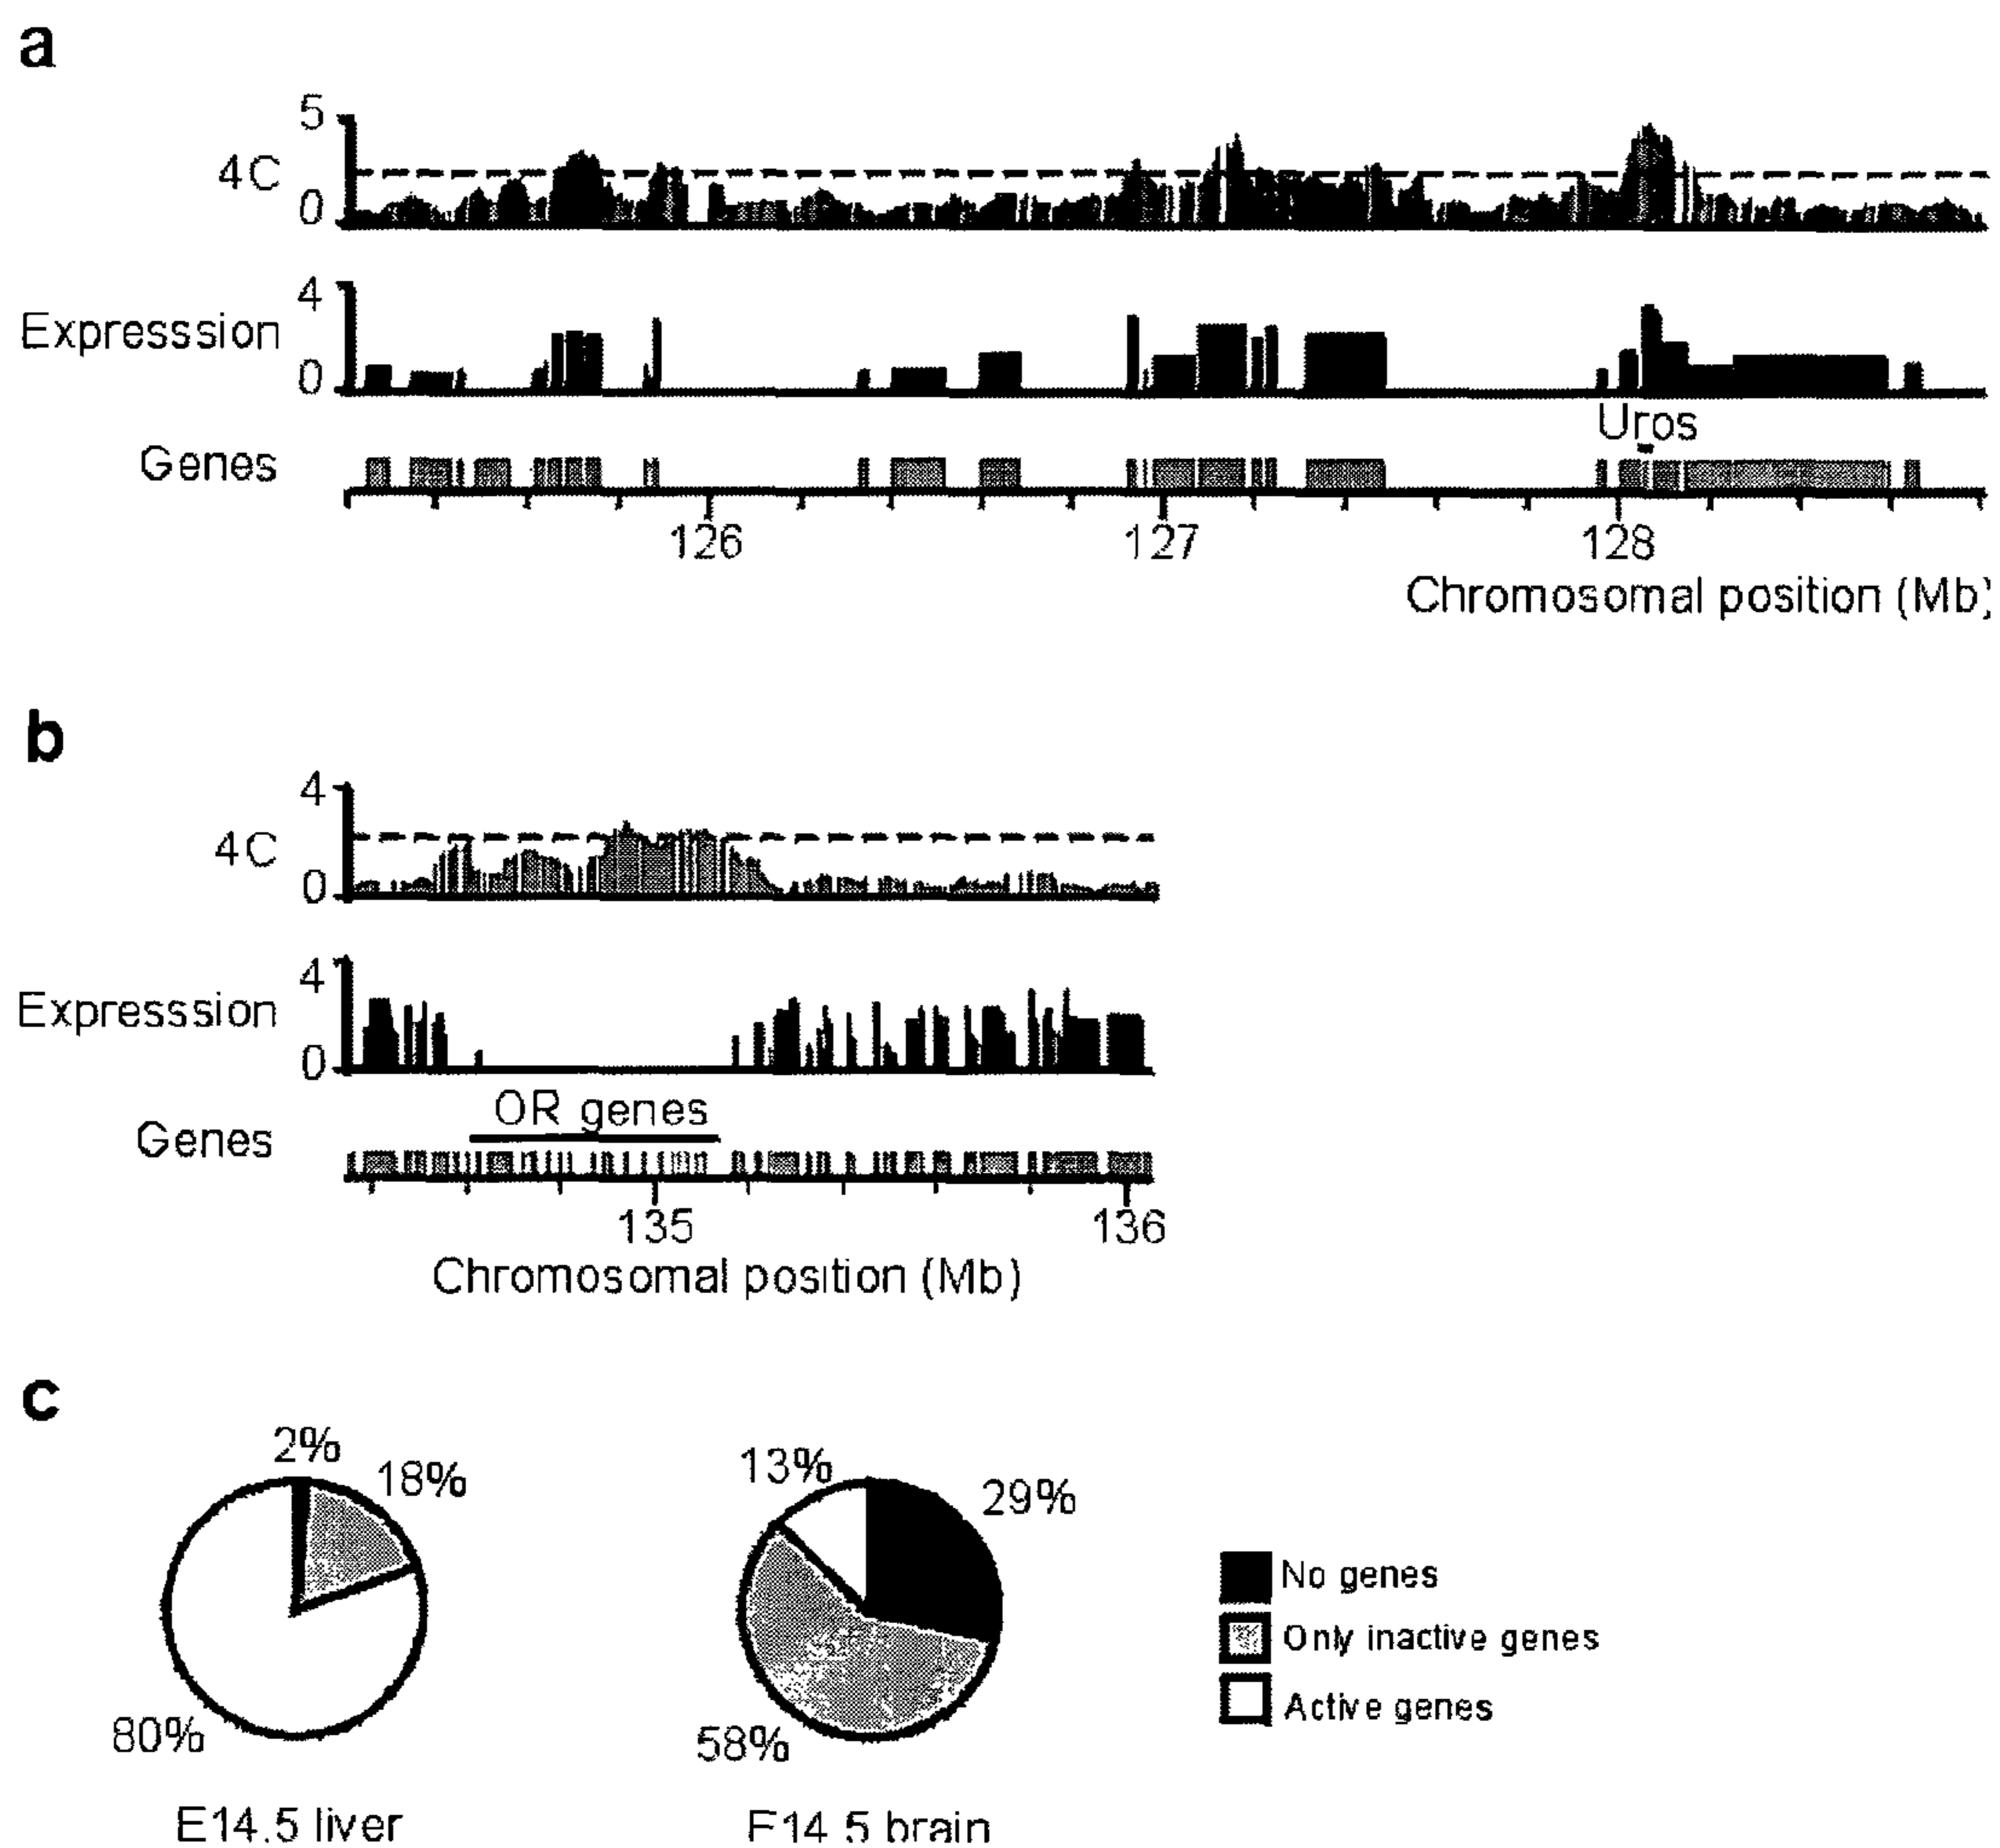 a
5
4C
0
4
Expresssion
0
Uros
Genes
126 127 128
Chromosomal position (Mb)
b
4
4C
0
4
Expresssion
0
OR genes
Genes
135 136
Chromosomal position (Mb)
c
2%
18%
80%
E14.5 liver
13%
29%
58%
E14.5 brain
No genes
Only inactive genes
Active genes